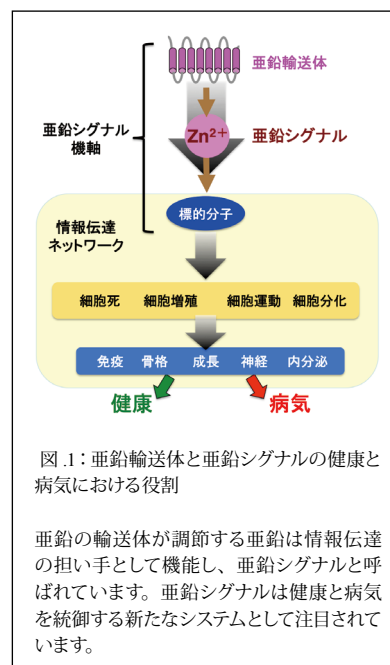 亜鉛輸送体
亜鉛シグナル
機軸
Zn²⁺
亜鉛シグナル
標的分子
情報伝達
ネットワーク
細胞死 細胞増殖 細胞運動 細胞分化
免疫 骨格 成長 神経 内分泌
健康 病気
図.1：亜鉛輸送体と亜鉛シグナルの健康と
病気における役割
亜鉛の輸送体が調節する亜鉛は情報伝達
の担い手として機能し、亜鉛シグナルと呼
ばれています。亜鉛シグナルは健康と病気
を統御する新たなシステムとして注目されて
います。